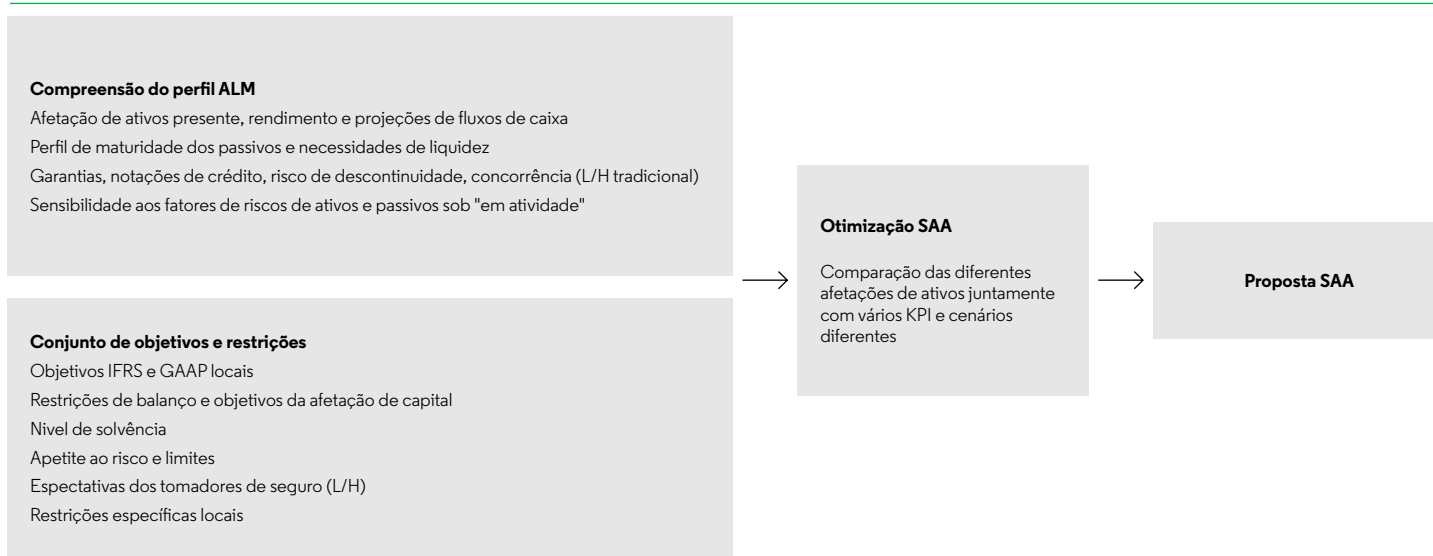 Compreensão do perfil ALM
Afetação de ativos presente, rendimento e projeções de fluxos de caixa
Perfil de maturidade dos passivos e necessidades de liquidez
Garantias, notações de crédito, risco de descontinuidade, concorrência (L/H tradicional)
Sensibilidade aos fatores de riscos de ativos e passivos sob "em atividade"
Conjunto de objetivos e restrições
Objetivos IFRS e GAAP locais
Restrições de balanço e objetivos da afetação de capital
Nivel de solvência
Apetite ao risco e limites
Espectativas dos tomadores de seguro (L/H)
Restrições específicas locais
Otimização SAA
Comparação das diferentes
afetações de ativos juntamente
com vários KPI e cenários
diferentes
Proposta SAA